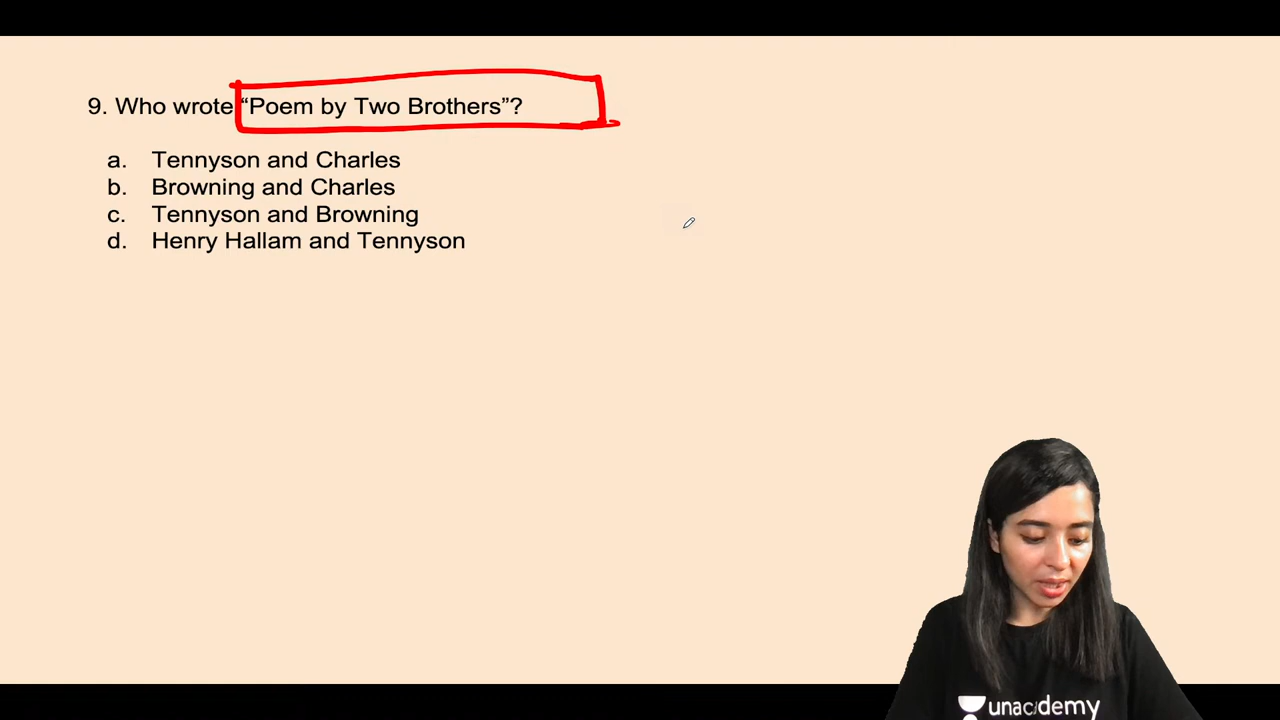 9. Who wrote “Poem by Two Brothers”?
a. Tennyson and Charles
b. Browning and Charles
c. Tennyson and Browning
d. Henry Hallam and Tennyson
unacademy